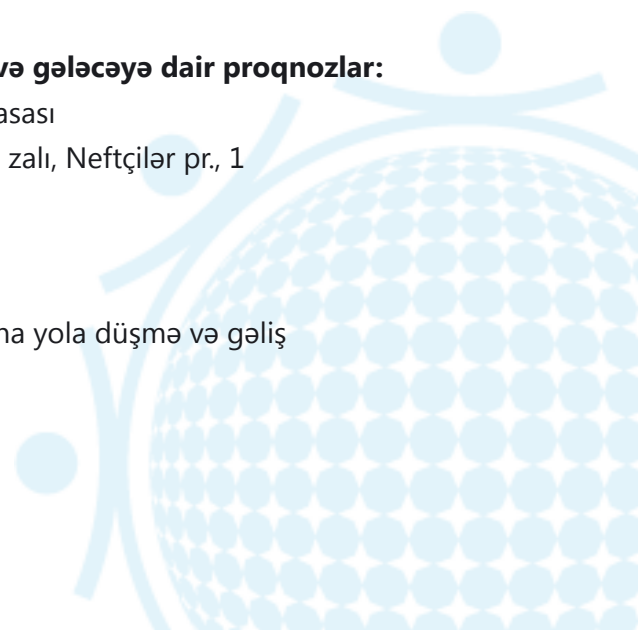 və gələcəyə dair proqnozlar:
asası
zalı, Neftçilər pr., 1
na yola düşmə və gəliş